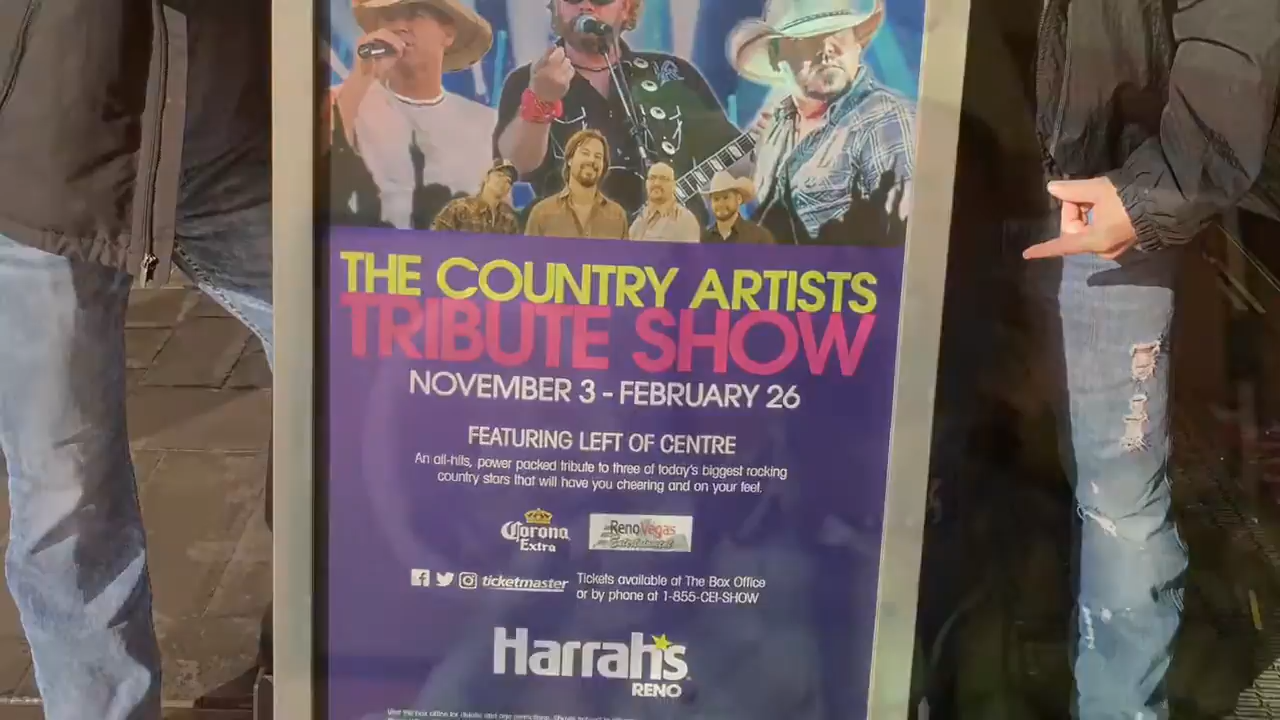 THE COUNTRY ARTISTS
TRIBUTE SHOW
NOVEMBER 3 - FEBRUARY 26
FEATURING LEFT OF CENTRE
An all-hits, power packed tribute to three of today's biggest rocking
country stars that will have you cheering and on your feet.
Corona
Extra
RenoVegas
Entertainment
ticketmaster
Tickets available at The Box Office
or by phone at 1-855-CEI-SHOW
Harrah's
RENO